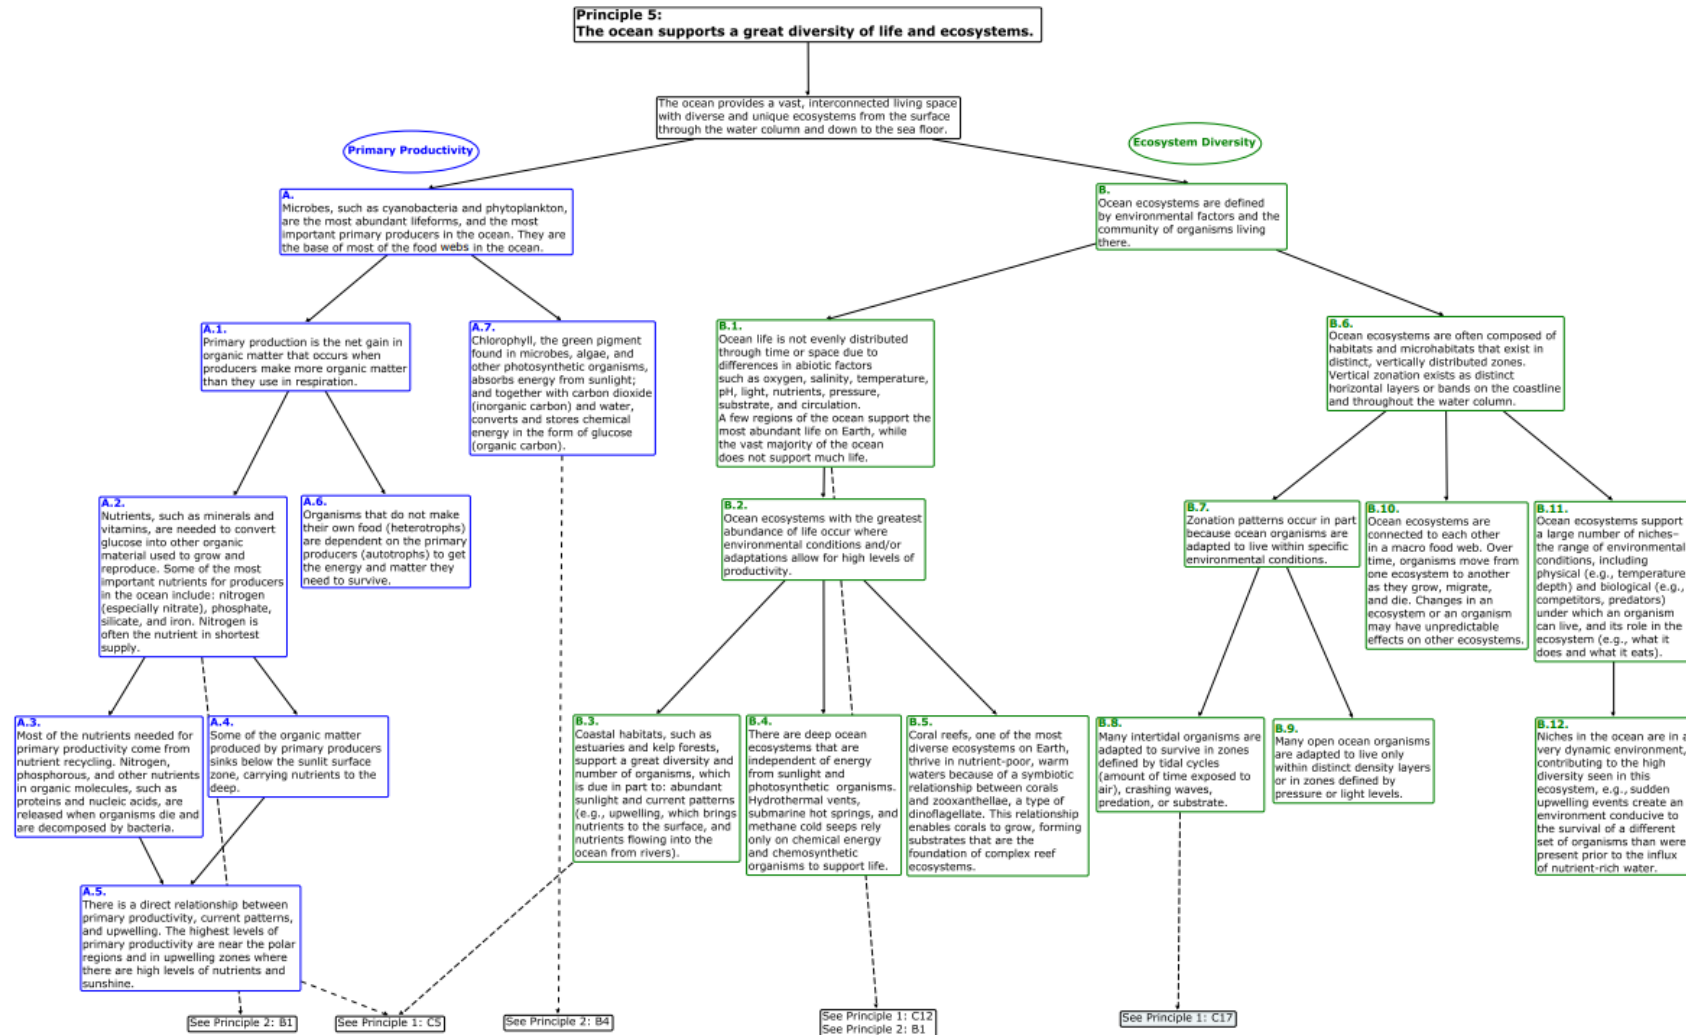 Principle 5:
The ocean supports a great diversity of life and ecosystems.
The ocean provides a vast, interconnected living space
with diverse and unique ecosystems from the surface
through the water column and down to the sea floor.
Primary Productivity
Ecosystem Diversity
A.
Microbes, such as cyanobacteria and phytoplankton,
are the most abundant lifeforms, and the most
important primary producers in the ocean. They are
the base of most of the food webs in the ocean.
B.
Ocean ecosystems are defined
by environmental factors and the
community of organisms living
there.
A.1.
Primary production is the net gain in
organic matter that occurs when
producers make more organic matter
than they use in respiration.
A.7.
Chlorophyll, the green pigment
found in microbes, algae, and
other photosynthetic organisms,
absorbs energy from sunlight;
and together with carbon dioxide
(inorganic carbon) and water,
converts and stores chemical
energy in the form of glucose
(organic carbon).
B.1.
Ocean life is not evenly distributed
through time or space due to
differences in abiotic factors
such as oxygen, salinity, temperature,
pH, light, nutrients, pressure,
substrate, and circulation.
A few regions of the ocean support the
most abundant life on Earth, while
the vast majority of the ocean
does not support much life.
B.6.
Ocean ecosystems are often composed of
habitats and microhabitats that exist in
distinct, vertically distributed zones.
Vertical zonation exists as distinct
horizontal layers or bands on the coastline
and throughout the water column.
A.2.
Nutrients, such as minerals and
vitamins, are needed to convert
glucose into other organic
material used to grow and
reproduce. Some of the most
important nutrients for producers
in the ocean include: nitrogen
(especially nitrate), phosphate,
silicate, and iron. Nitrogen is
often the nutrient in shortest
supply.
A.6.
Organisms that do not make
their own food (heterotrophs)
are dependent on the primary
producers (autotrophs) to get
the energy and matter they
need to survive.
B.2.
Ocean ecosystems with the greatest
abundance of life occur where
environmental conditions and/or
adaptations allow for high levels of
productivity.
B.7.
Zonation patterns occur in part
because ocean organisms are
adapted to live within specific
environmental conditions.
B.10.
Ocean ecosystems are
connected to each other
in a macro food web. Over
time, organisms move from
one ecosystem to another
as they grow, migrate,
and die. Changes in an
ecosystem or an organism
may have unpredictable
effects on other ecosystems.
B.11.
Ocean ecosystems support
a large number of niches–
the range of environmental
conditions, including
physical (e.g., temperature
depth) and biological (e.g.,
competitors, predators)
under which an organism
can live, and its role in the
ecosystem (e.g., what it
does and what it eats).
A.3.
Most of the nutrients needed for
primary productivity come from
nutrient recycling. Nitrogen,
phosphorous, and other nutrients
in organic molecules, such as
proteins and nucleic acids, are
released when organisms die and
are decomposed by bacteria.
A.4.
Some of the organic matter
produced by primary producers
sinks below the sunlit surface
zone, carrying nutrients to the
deep.
B.3.
Coastal habitats, such as
estuaries and kelp forests,
support a great diversity and
number of organisms, which
is due in part to: abundant
sunlight and current patterns
(e.g., upwelling, which brings
nutrients to the surface, and
nutrients flowing into the
ocean from rivers).
B.4.
There are deep ocean
ecosystems that are
independent of energy
from sunlight and
photosynthetic organisms.
Hydrothermal vents,
submarine hot springs, and
methane cold seeps rely
only on chemical energy
and chemosynthetic
organisms to support life.
B.5.
Coral reefs, one of the most
diverse ecosystems on Earth,
thrive in nutrient-poor, warm
waters because of a symbiotic
relationship between corals
and zooxanthellae, a type of
dinoflagellate. This relationship
enables corals to grow, forming
substrates that are the
foundation of complex reef
ecosystems.
B.8.
Many intertidal organisms are
adapted to survive in zones
defined by tidal cycles
(amount of time exposed to
air), crashing waves,
predation, or substrate.
B.9.
Many open ocean organisms
are adapted to live only
within distinct density layers
or in zones defined by
pressure or light levels.
B.12.
Niches in the ocean are in a
very dynamic environment,
contributing to the high
diversity seen in this
ecosystem, e.g., sudden
upwelling events create an
environment conducive to
the survival of a different
set of organisms than were
present prior to the influx
of nutrient-rich water.
A.5.
There is a direct relationship between
primary productivity, current patterns,
and upwelling. The highest levels of
primary productivity are near the polar
regions and in upwelling zones where
there are high levels of nutrients and
sunshine.
See Principle 2: B1
See Principle 1: C5
See Principle 2: B4
See Principle 1: C12
See Principle 2: B1
See Principle 1: C17